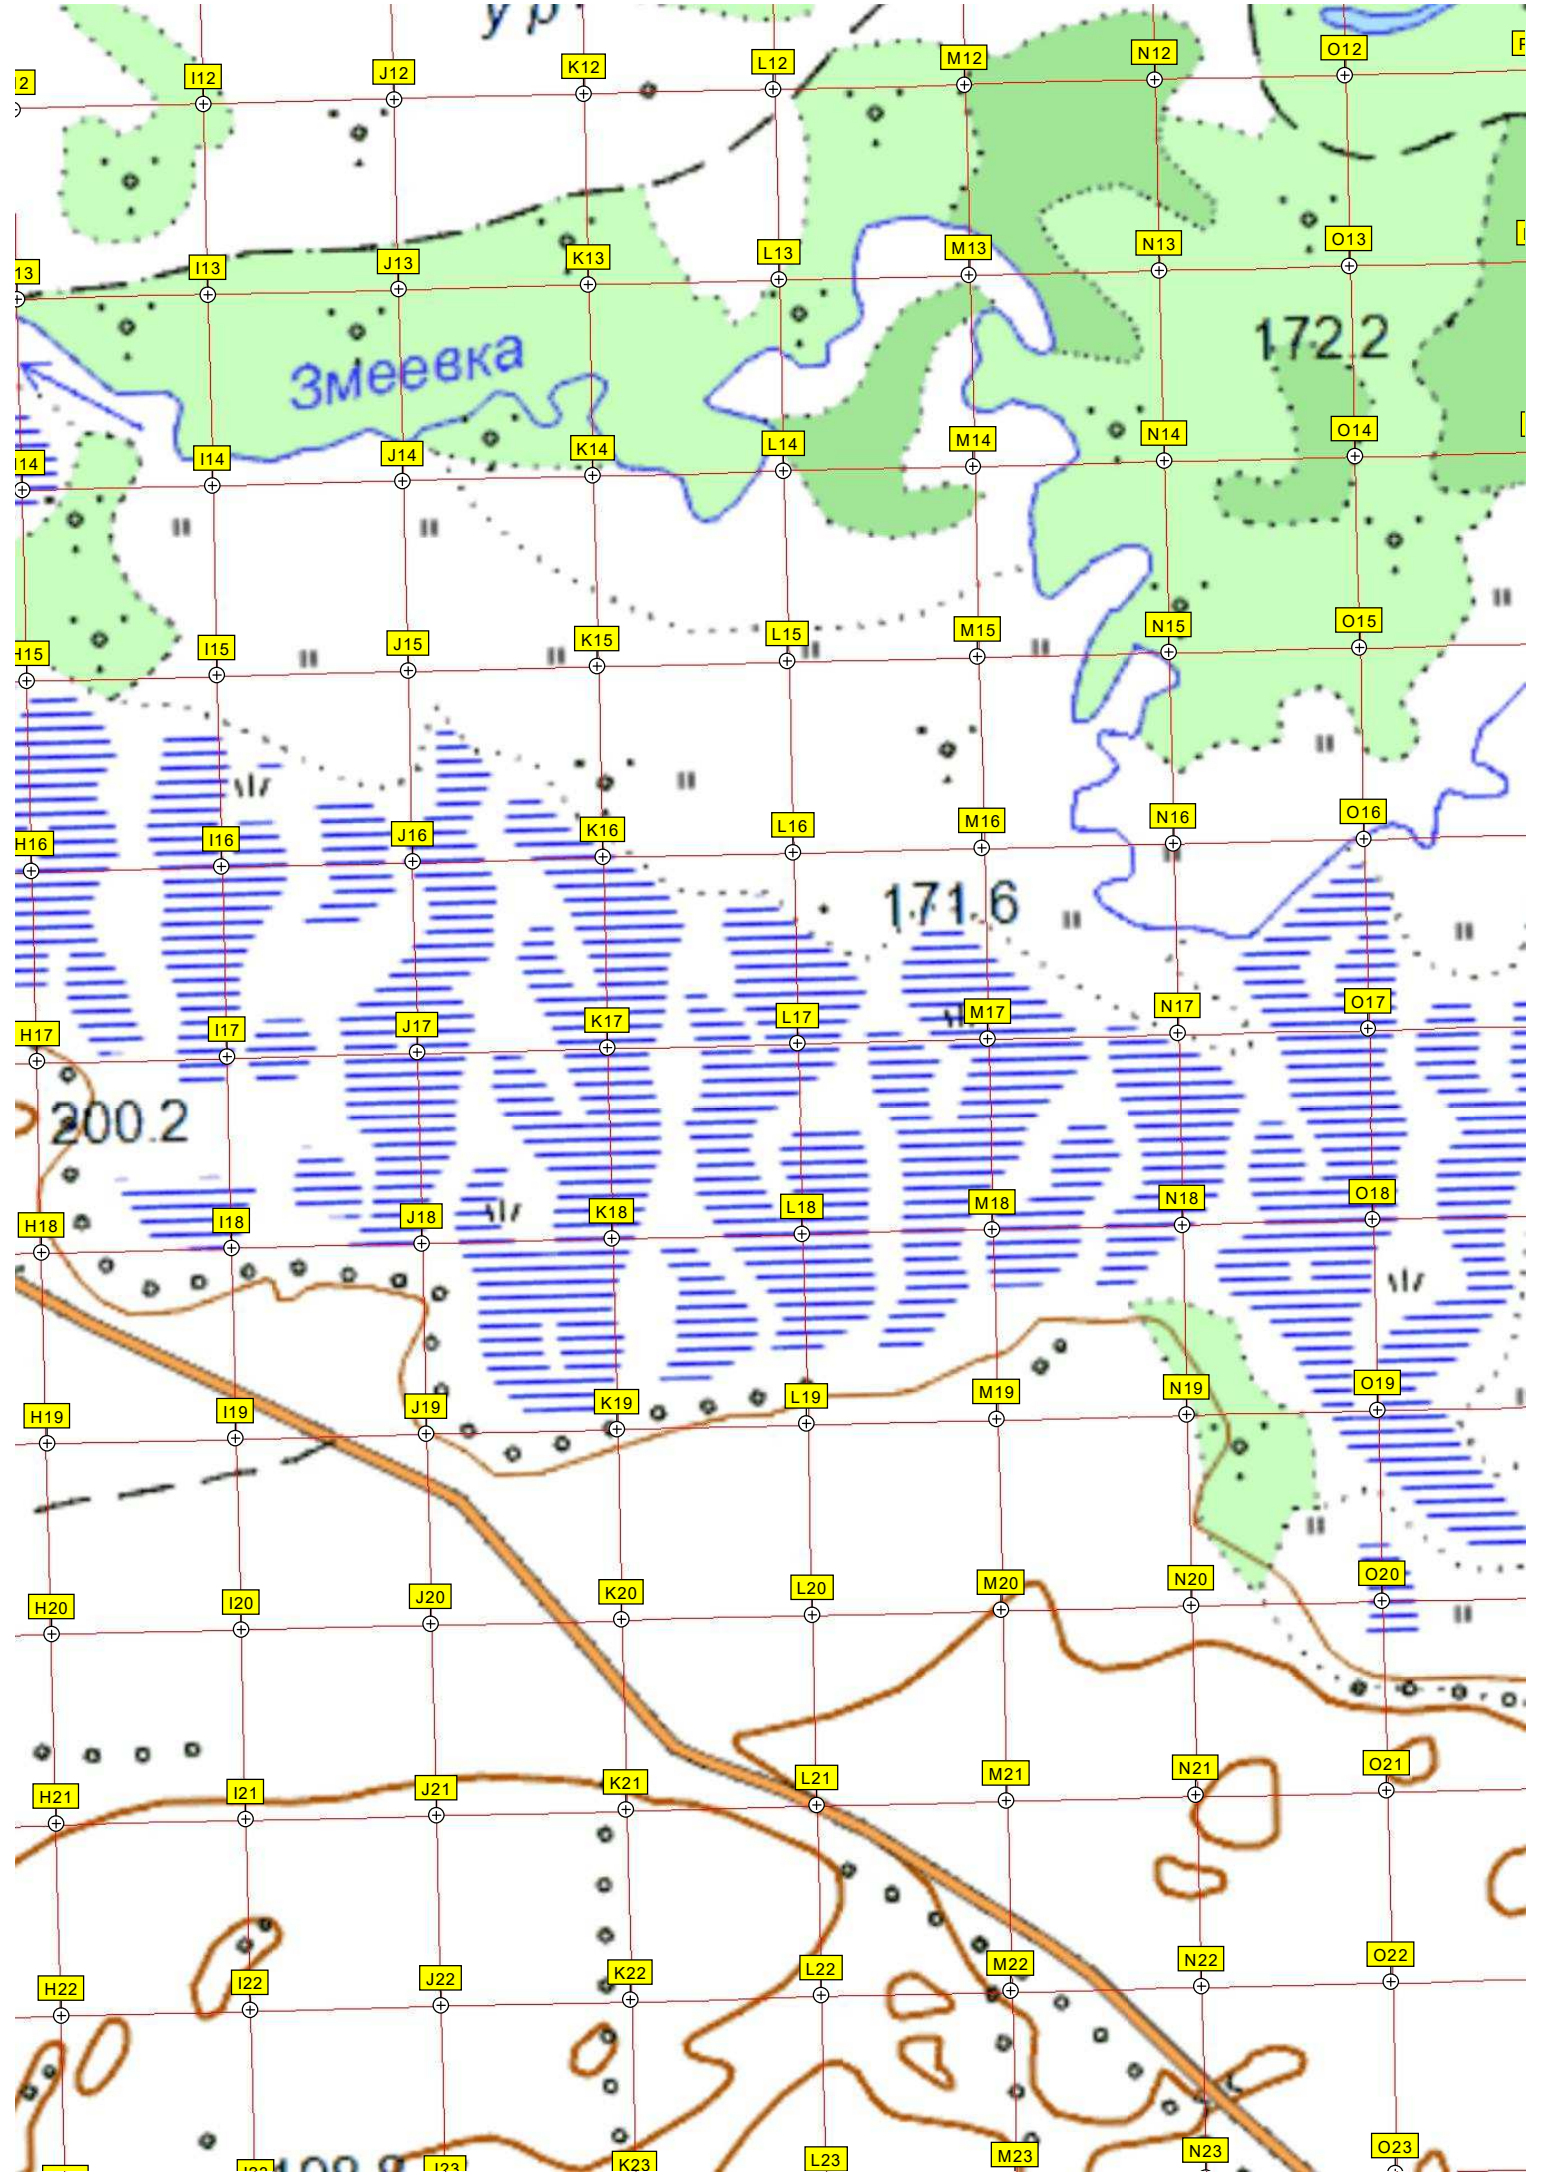 ур.
I12 J12 K12 L12 M12 N12 O12
I13 J13 K13 L13 M13 N13 O13
172.2
Змеевка
I14 J14 K14 L14 M14 N14 O14
H15 I15 J15 K15 L15 M15 N15 O15
H16 I16 J16 K16 L16 M16 N16 O16
171.6
H17 I17 J17 K17 L17 M17 N17 O17
200.2
H18 I18 J18 K18 L18 M18 N18 O18
H19 I19 J19 K19 L19 M19 N19 O19
H20 I20 J20 K20 L20 M20 N20 O20
H21 I21 J21 K21 L21 M21 N21 O21
H22 I22 J22 K22 L22 M22 N22 O22
J23 K23 L23 M23 N23 O23